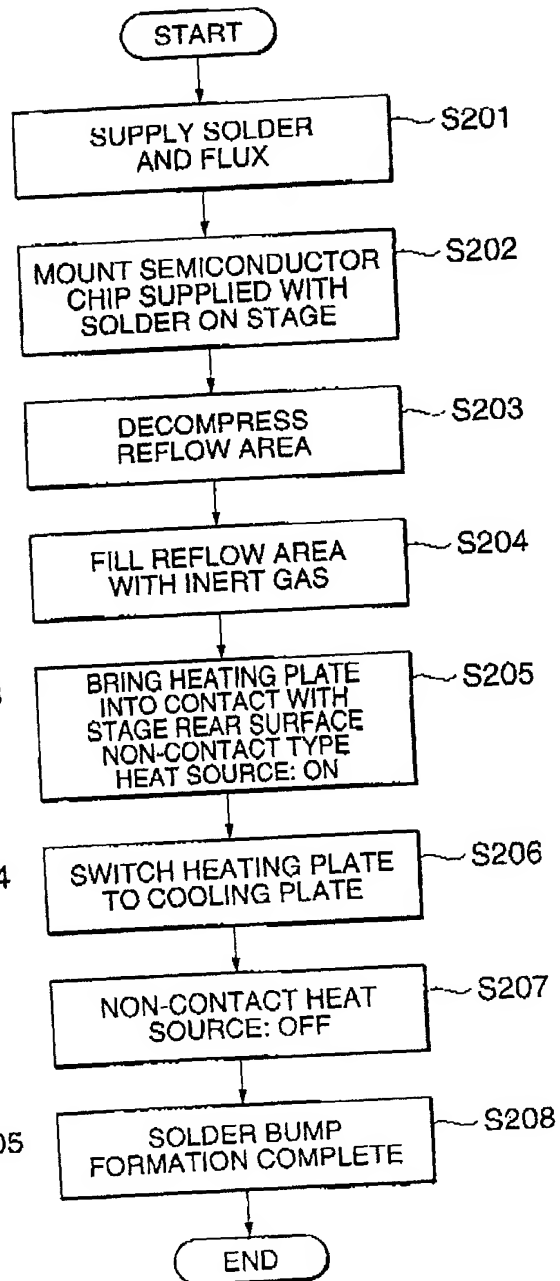 START
SUPPLY SOLDER
AND FLUX
S201
MOUNT SEMICONDUCTOR
CHIP SUPPLIED WITH
SOLDER ON STAGE
S202
DECOMPRESS
REFLOW AREA
S203
FILL REFLOW AREA
WITH INERT GAS
S204
BRING HEATING PLATE
INTO CONTACT WITH
STAGE REAR SURFACE
NON-CONTACT TYPE
HEAT SOURCE: ON
S205
SWITCH HEATING PLATE
TO COOLING PLATE
S206
4
NON-CONTACT HEAT
SOURCE: OFF
S207
SOLDER BUMP
FORMATION COMPLETE
S208
05
END